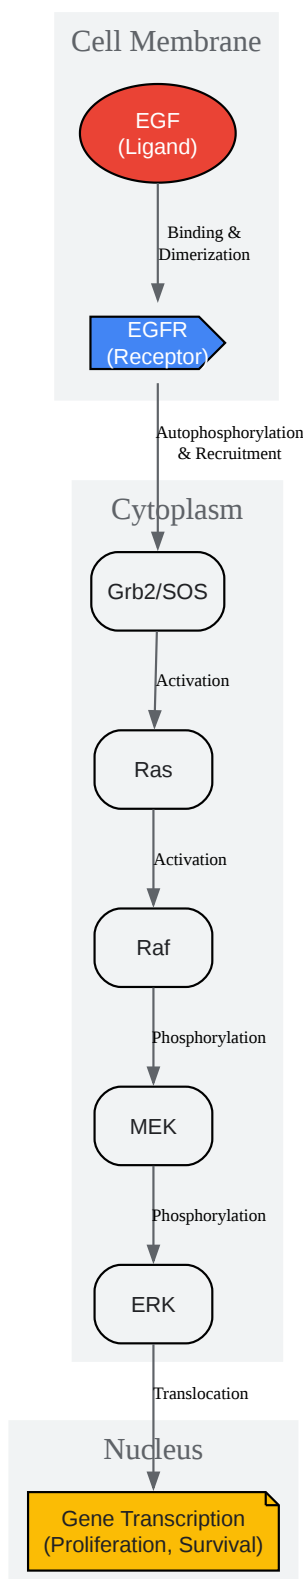 Cell Membrane
EGF
(Ligand)
Binding &
Dimerization
EGFR
(Receptor)
Autophosphorylation
& Recruitment
Cytoplasm
Grb2/SOS
Activation
Ras
Activation
Raf
Phosphorylation
MEK
Phosphorylation
ERK
Translocation
Nucleus
Gene Transcription
(Proliferation, Survival)